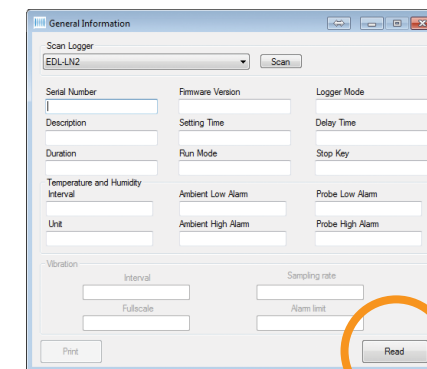 General Information
Scan Logger
EDL-LN2 Scan
Serial Number Firmware Version Logger Mode
Description Setting Time Delay Time
Duration Run Mode Stop Key
Temperature and Humidity
Interval Ambient Low Alarm Probe Low Alarm
Unit Ambient High Alarm Probe High Alarm
Vibration
Interval Sampling rate
Fullscale Alarm limit
Print Read